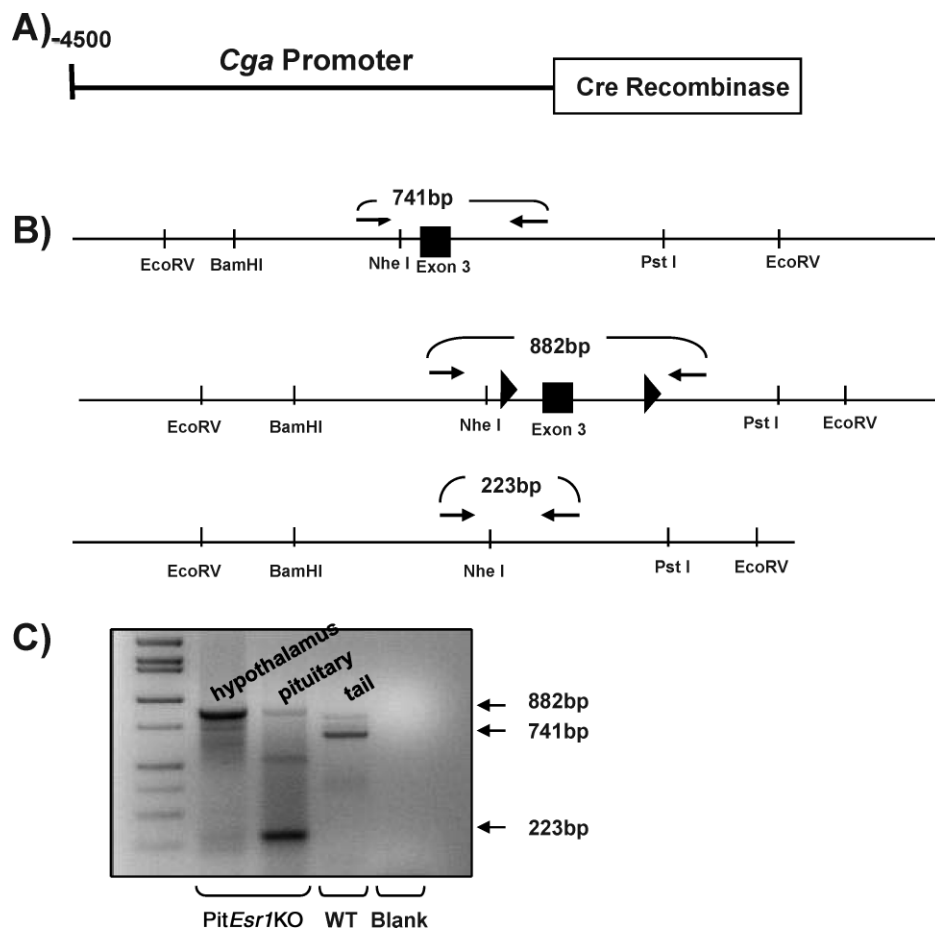 A)
-4500
Cga Promoter
Cre Recombinase
B)
741bp
EcoRV BamHI Nhe I Exon 3 Pst I EcoRV
882bp
EcoRV BamHI Nhe I Exon 3 Pst I EcoRV
223bp
EcoRV BamHI Nhe I Pst I EcoRV
C)
hypothalamus
pituitary
tail
882bp
741bp
223bp
PitEsr1KO WT Blank